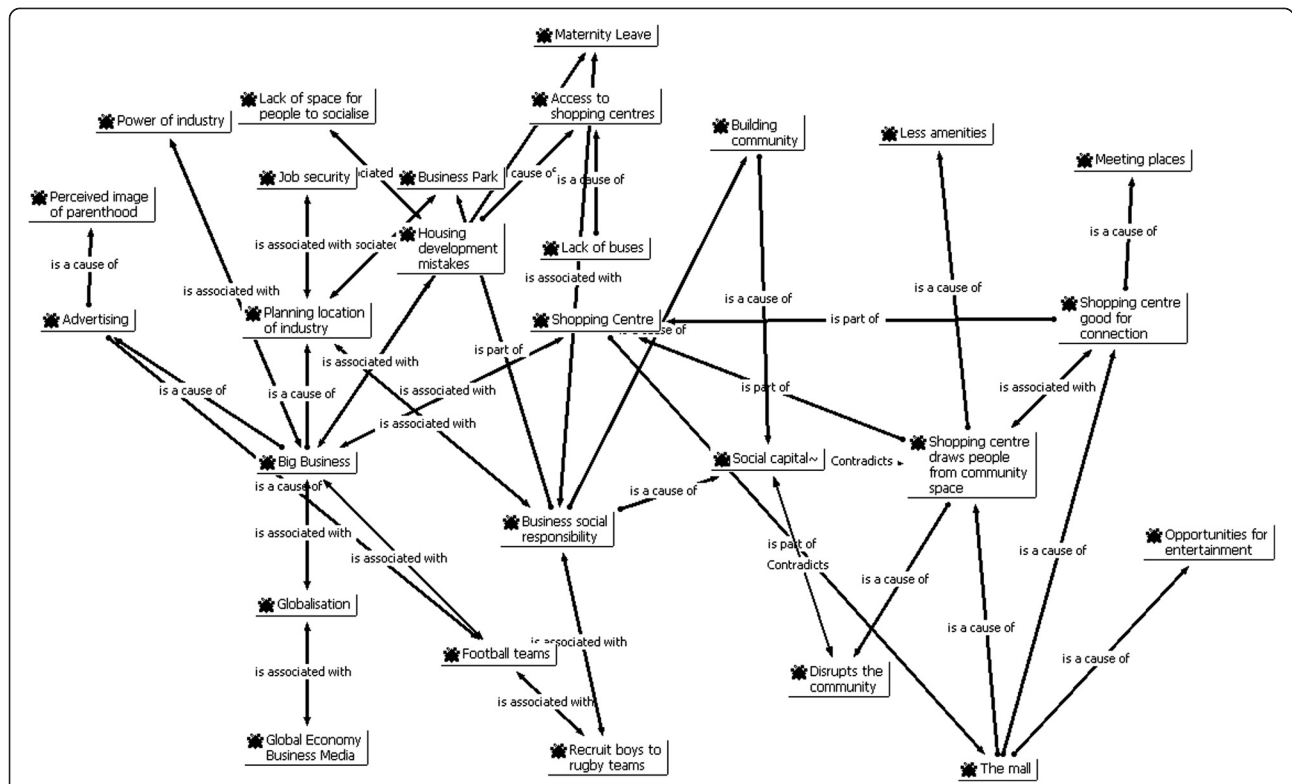 Maternity Leave
Lack of space for
people to socialise
Access to
shopping centres
Power of industry
Building
community
Less amenities
Meeting places
Job security
Business Park
cause of
is a cause of
Perceived image
of parenthood
is associated with
Housing
development
mistakes
Lack of buses
is a cause of
is a cause of
is associated with
is associated with
Advertising
Planning location
of industry
Shopping Centre
is a cause of
is a cause of
is part of
Shopping centre
good for
connection
is part of
is associated with
is a cause of
is a cause of
is associated with
is part of
is associated with
is associated with
Big Business
Social capital~
Contradicts
Shopping centre
draws people
from community
space
is a cause of
is a cause of
Business social
responsibility
is associated with
is associated with
is part of
Contradicts
is a cause of
is a cause of
Opportunities for
entertainment
Globalisation
is associated with
is a cause of
is a cause of
Football teams
Disrupts the
community
is associated with
is associated with
Global Economy
Business Media
Recruit boys to
rugby teams
The mall